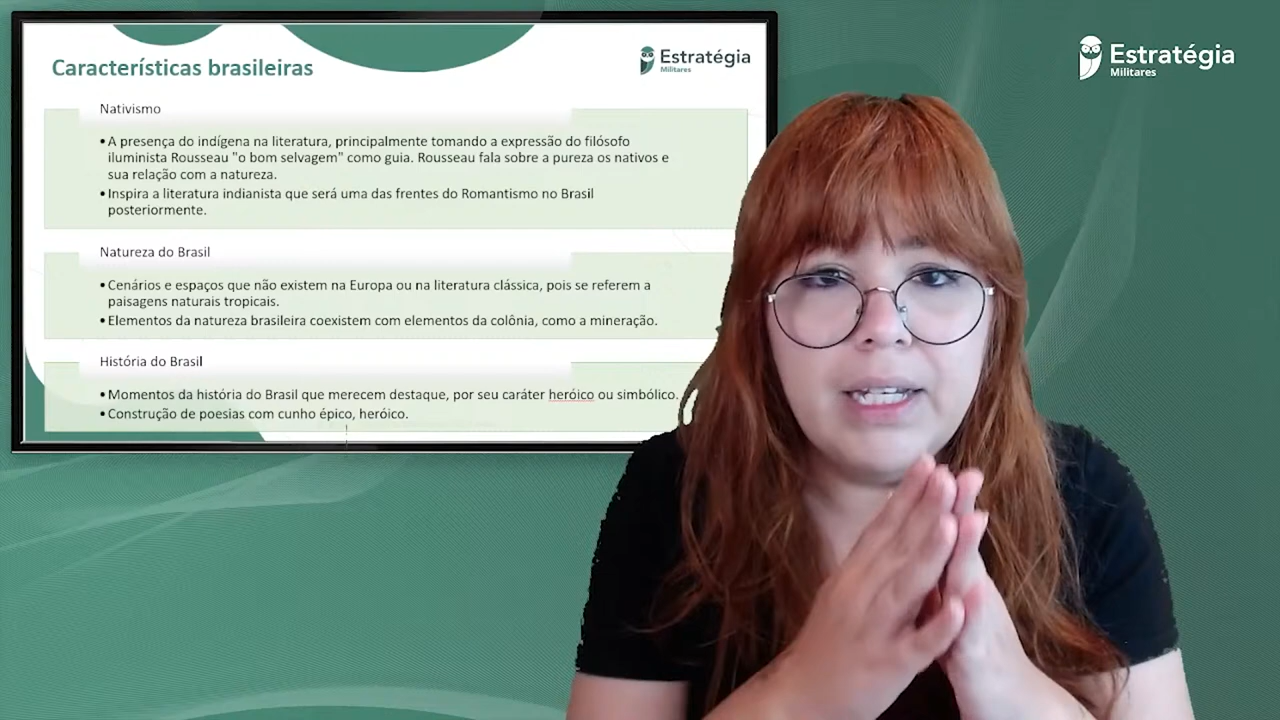 Características brasileiras
Estratégia
Militares
Nativismo
•A presença do indígena na literatura, principalmente tomando a expressão do filósofo
iluminista Rousseau "o bom selvagem" como guia. Rousseau fala sobre a pureza os nativos e
sua relação com a natureza.
•Inspira a literatura indianista que será uma das frentes do Romantismo no Brasil
posteriormente.
Natureza do Brasil
•Cenários e espaços que não existem na Europa ou na literatura clássica, pois se referem a
paisagens naturais tropicais.
•Elementos da natureza brasileira coexistem com elementos da colônia, como a mineração.
História do Brasil
•Momentos da história do Brasil que merecem destaque, por seu caráter heróico ou simbólico.
•Construção de poesias com cunho épico, heróico.
Estratégia
Militares